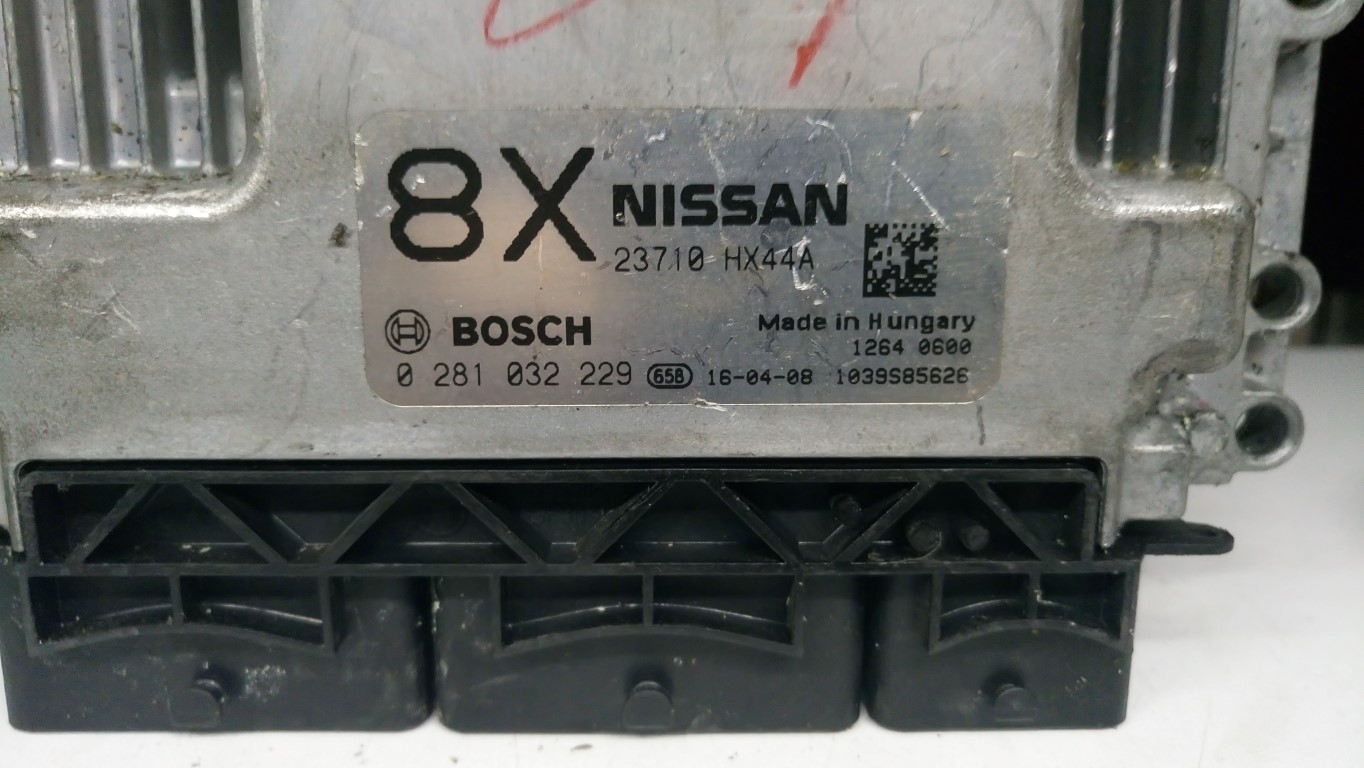 8X NISSAN
23710 HX44A
BOSCH Made in Hungary
1264 0600
0 281 032 229 658 16-04-08 1039S85626